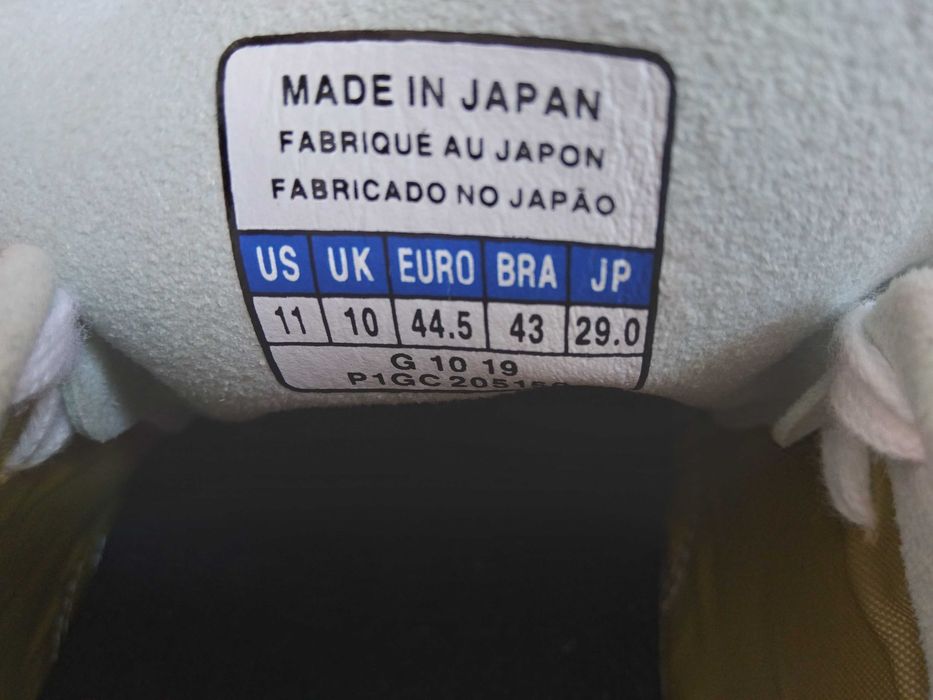 MADE IN JAPAN
FABRIQUÉ AU JAPON
FABRICADO NO JAPÃO
US UK EURO BRA JP
11 10 44.5 43 29.0
G 10 19